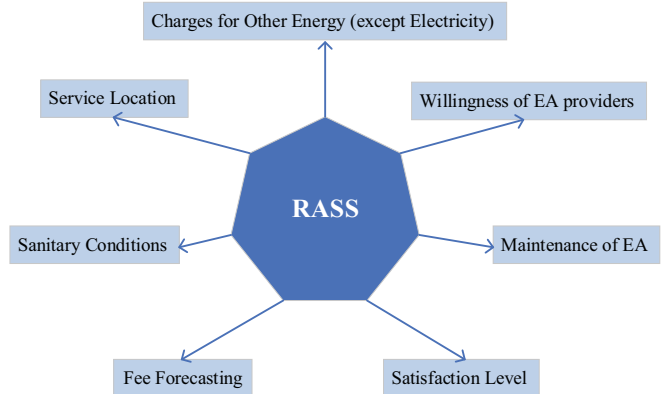 Charges for Other Energy (except Electricity)
Service Location
Willingness of EA providers
RASS
Sanitary Conditions
Maintenance of EA
Fee Forecasting
Satisfaction Level